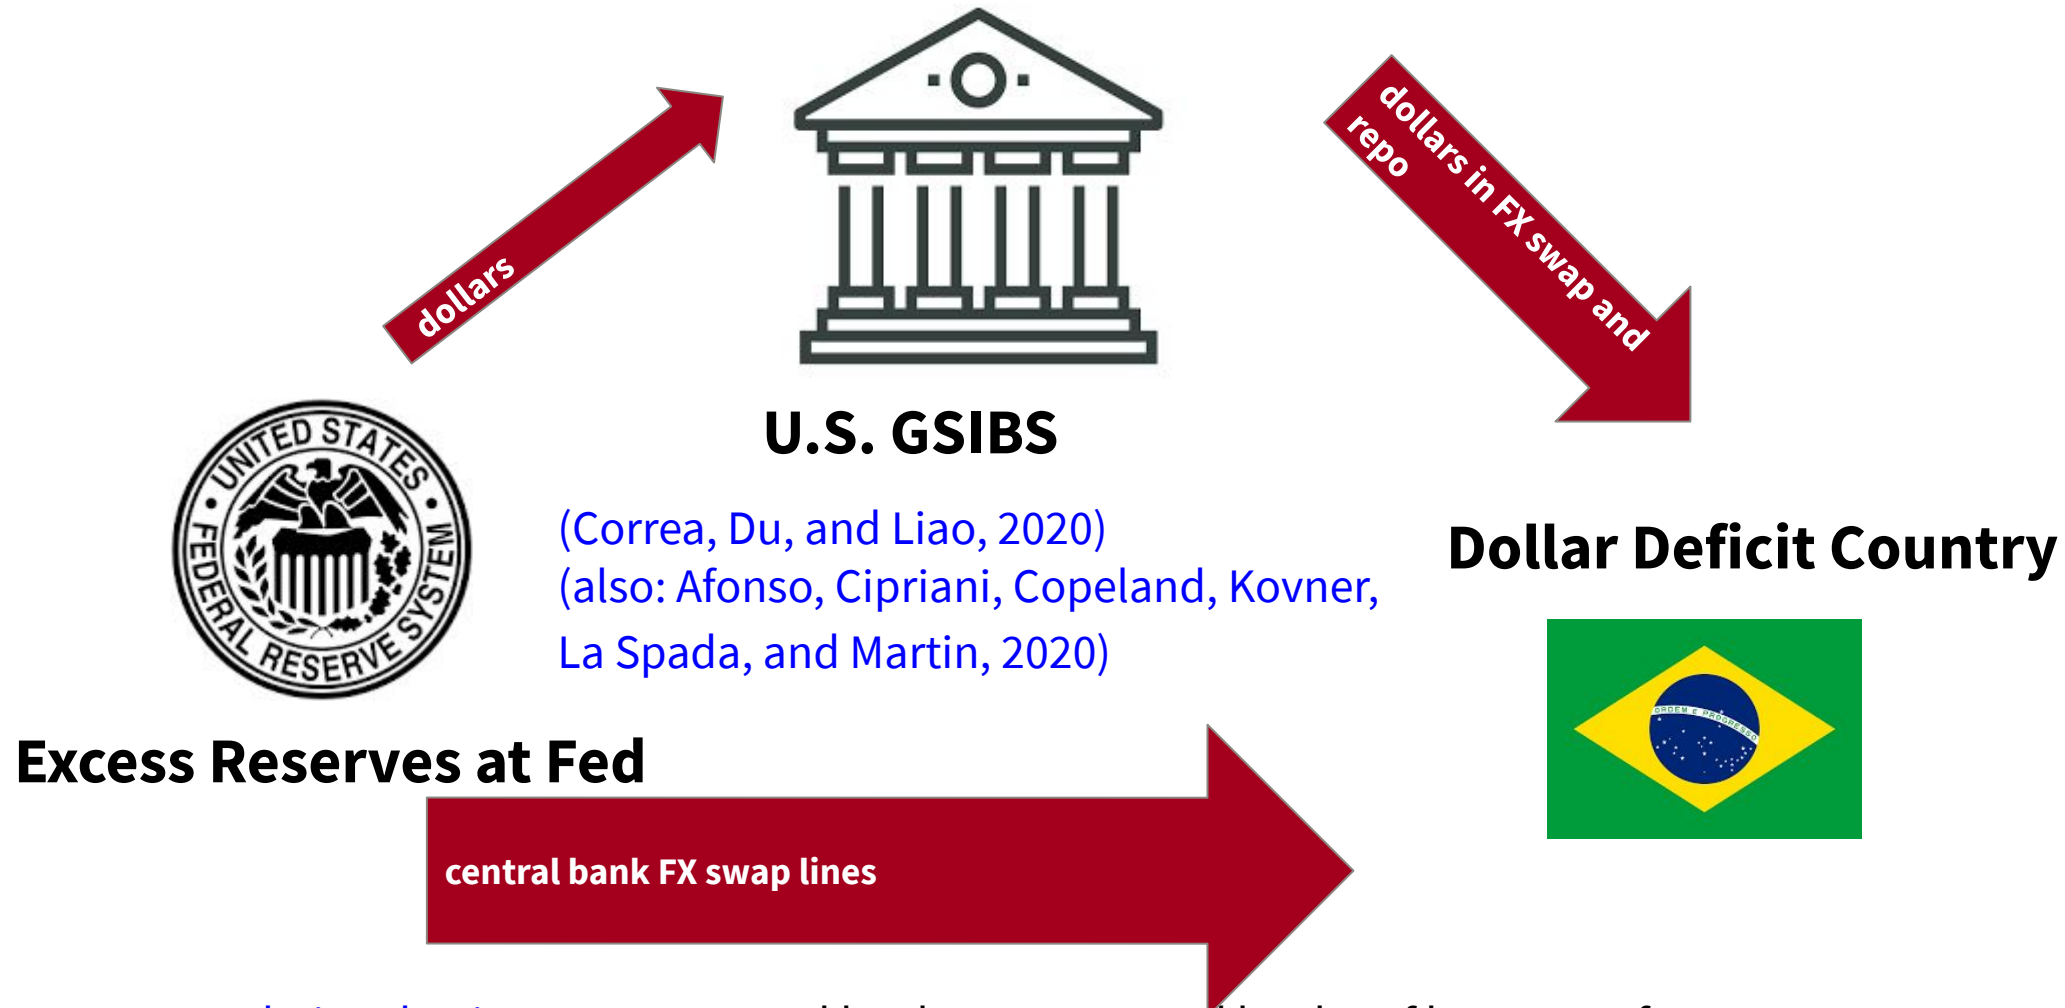 dollars
dollars in FX swap and
repo
UNITED STATES
FEDERAL RESERVE SYSTEM
U.S. GSIBS
(Correa, Du, and Liao, 2020)
(also: Afonso, Cipriani, Copeland, Kovner,
La Spada, and Martin, 2020)
Dollar Deficit Country
ORDEM E PROGRESSO
Excess Reserves at Fed
central bank FX swap lines